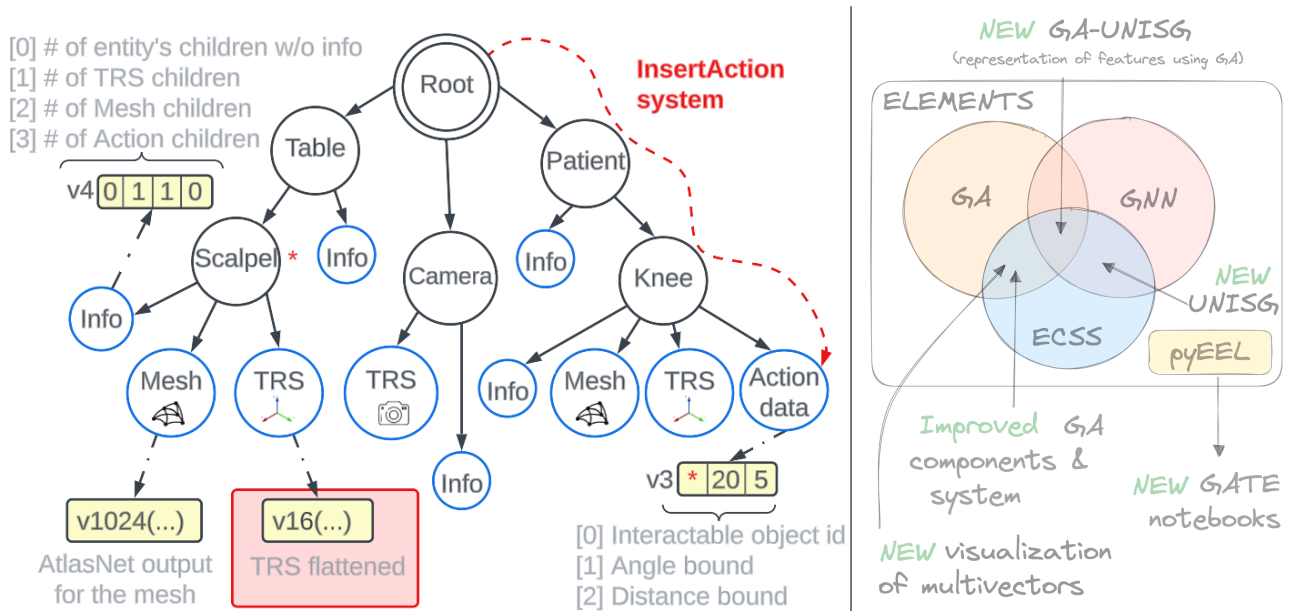 [0] # of entity's children w/o info
[1] # of TRS children
[2] # of Mesh children
[3] # of Action children
v4 0 1 1 0
Root
InsertAction
system
Table
Patient
Scalpel *
Info
Camera
Info
Knee
Info
Mesh
TRS
TRS
Info
Mesh
TRS
Action
data
Info
v3 * 20 5
v1024(...)
v16(...)
AtlasNet output
for the mesh
TRS flattened
[0] Interactable object id
[1] Angle bound
[2] Distance bound
NEW GA-UNISG
(representation of features using GA)
ELEMENTS
GA
GNN
ECSS
NEW
UNISG
pyEEL
Improved GA
components &
system
NEW GATE
notebooks
NEW visualization
of multivectors